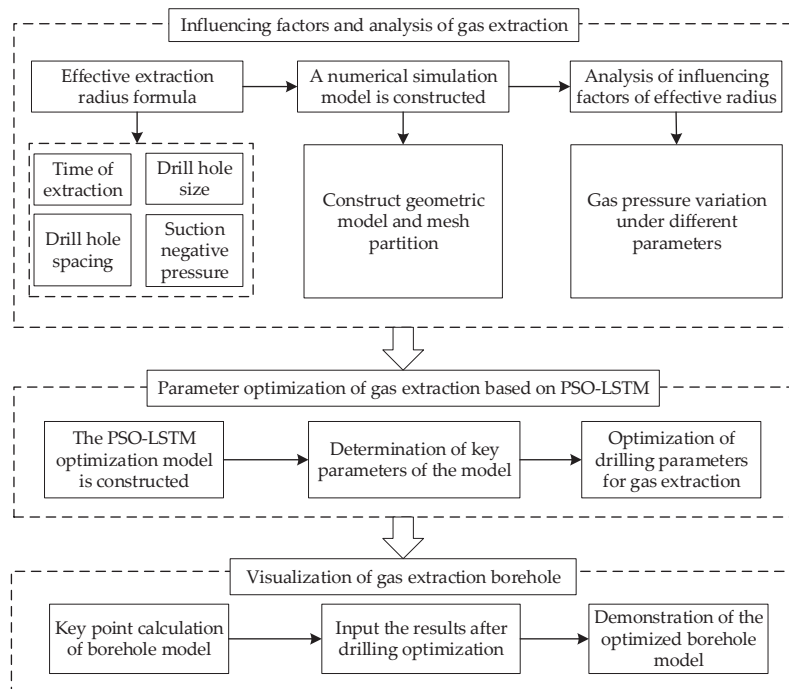 Influencing factors and analysis of gas extraction
Effective extraction
radius formula
A numerical simulation
model is constructed
Analysis of influencing
factors of effective radius
Time of
extraction
Drill hole
size
Drill hole
spacing
Suction
negative
pressure
Construct geometric
model and mesh
partition
Gas pressure variation
under different
parameters
Parameter optimization of gas extraction based on PSO-LSTM
The PSO-LSTM
optimization model
is constructed
Determination of key
parameters of the model
Optimization of
drilling parameters
for gas extraction
Visualization of gas extraction borehole
Key point calculation
of borehole model
Input the results after
drilling optimization
Demonstration of the
optimized borehole
model